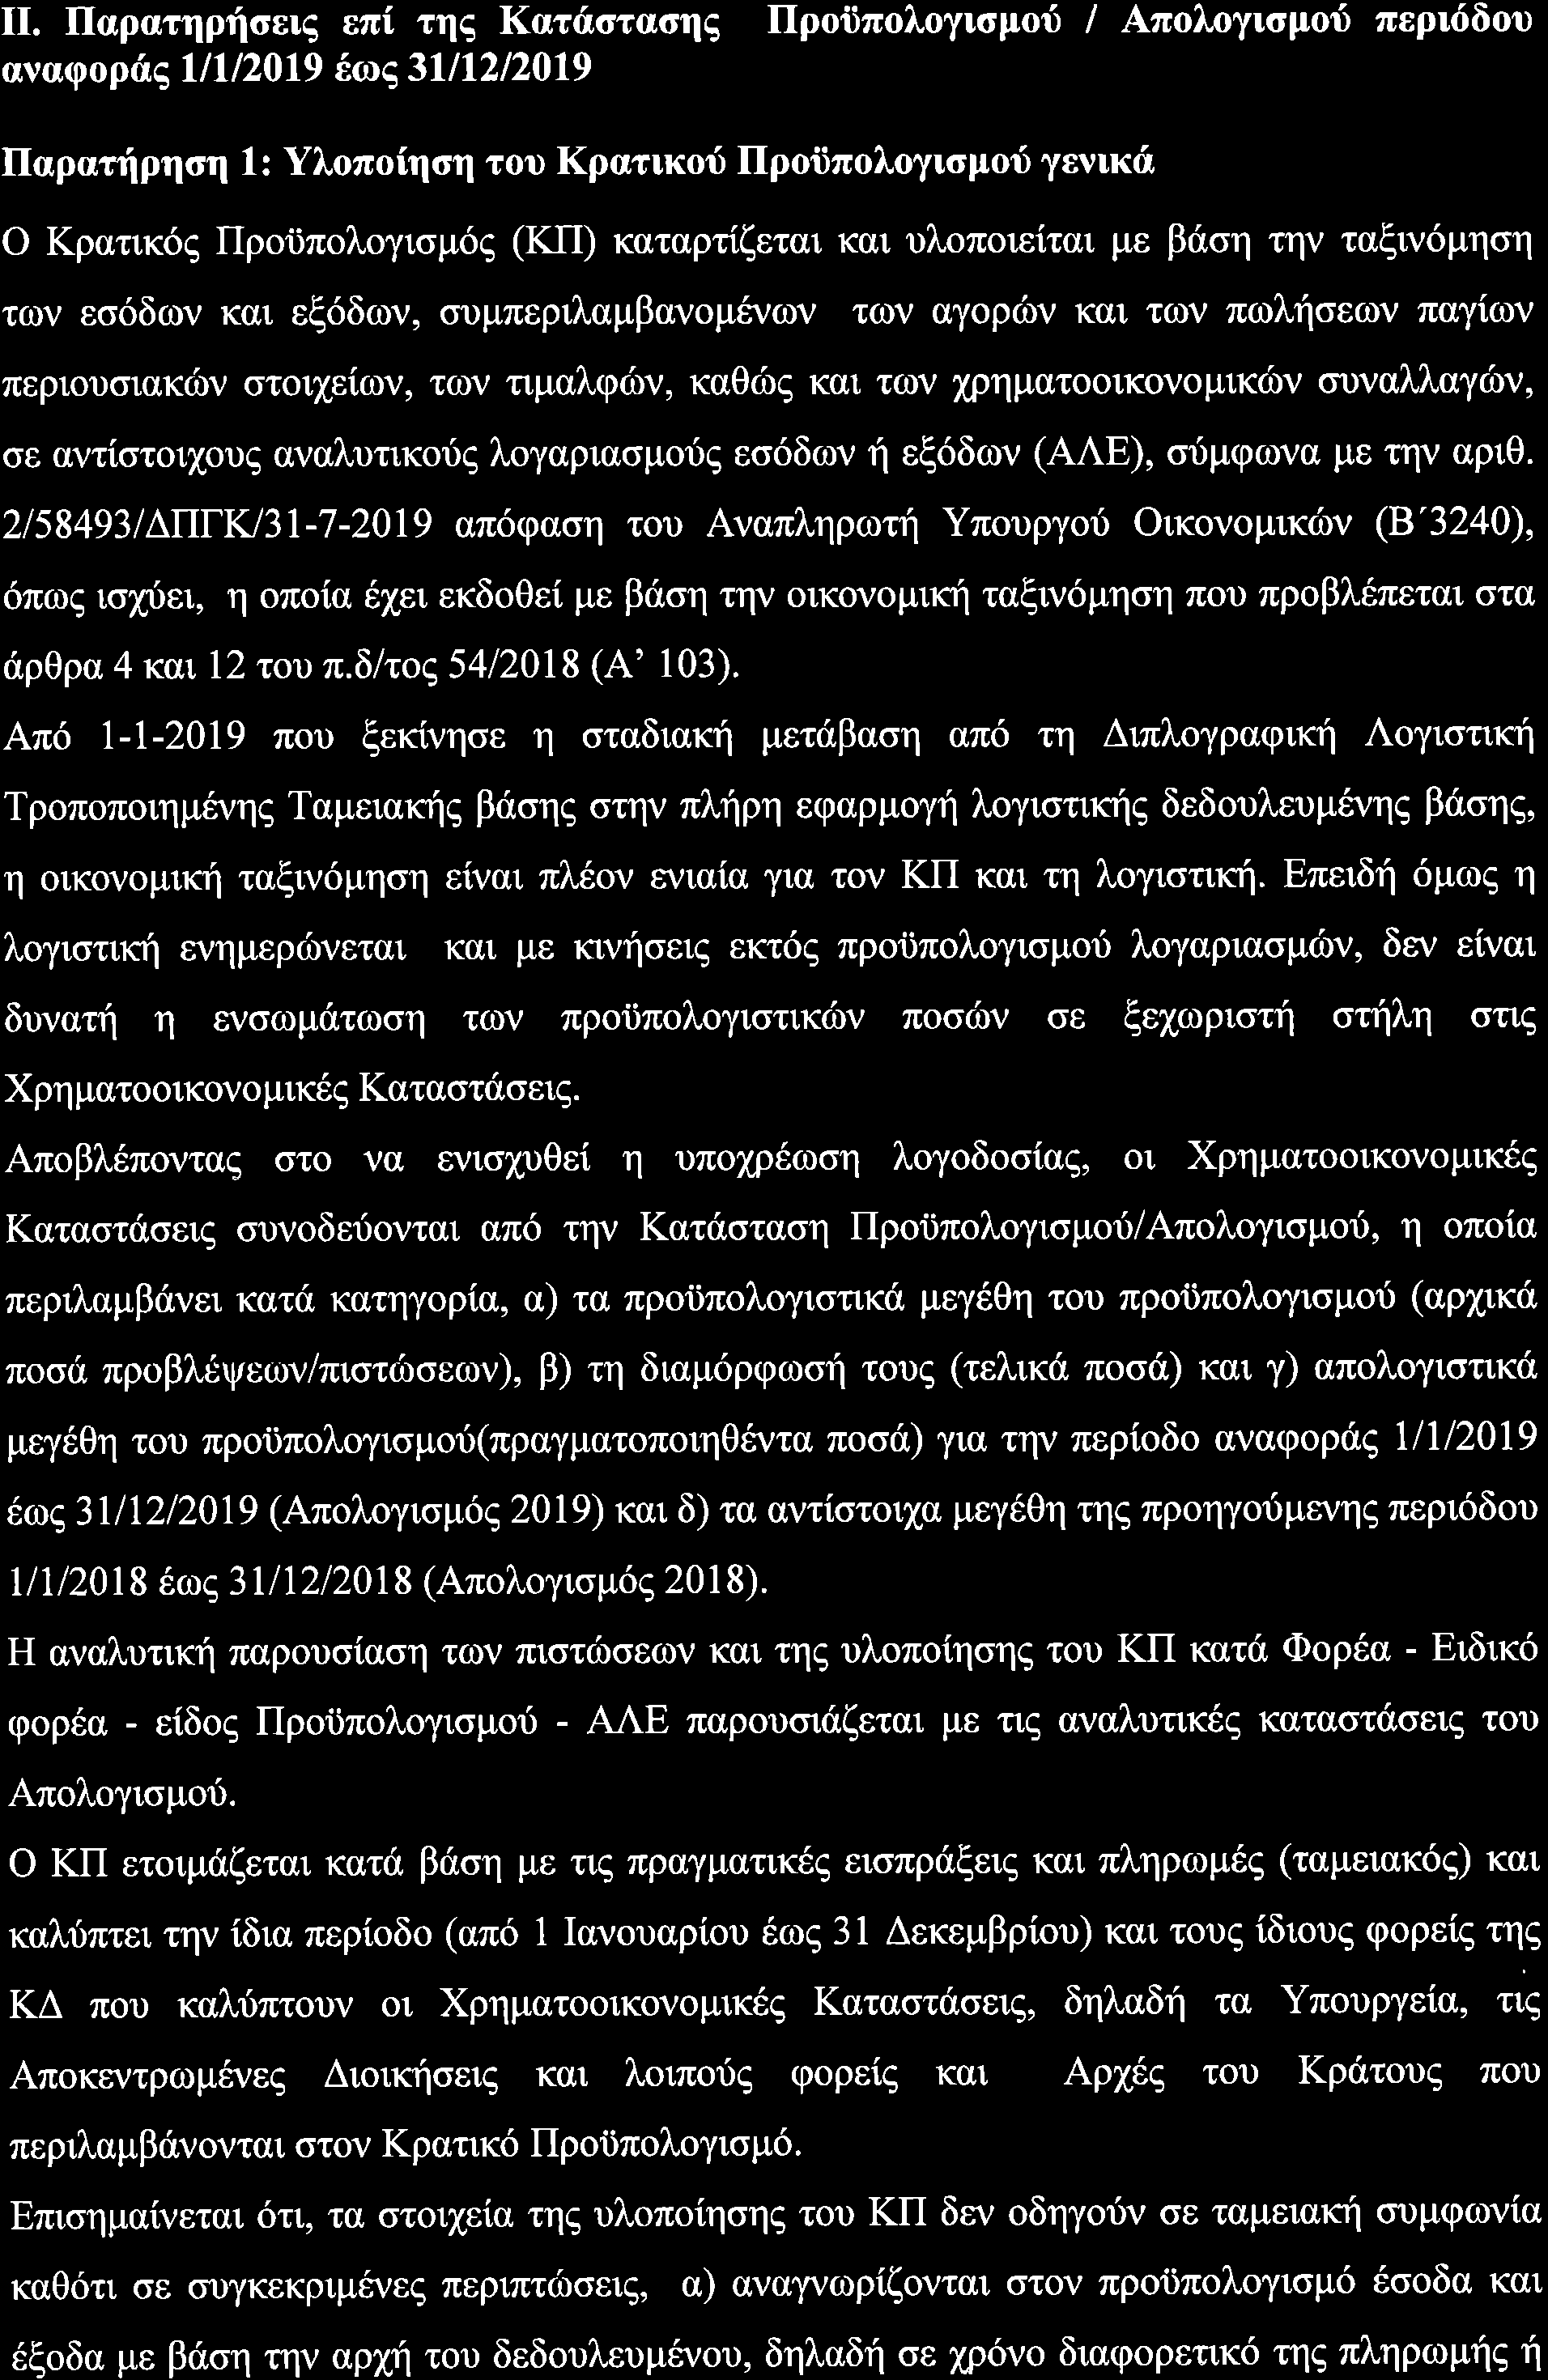 II. Παρατηρήσεις επί της Κατάστασης Προϋπολογισμού / Απολογισμού περιόδου
αναφοράς 1/1/2019 έως 31/12/2019
Παρατήρηση 1: Υλοποίηση του Κρατικού Προϋπολογισμού γενικά
Ο Κρατικός Προϋπολογισμός (ΚΠ) καταρτίζεται και υλοποιείται με βάση την ταξινόμηση
των εσόδων και εξόδων, συμπεριλαμβανομένων των αγορών και των πωλήσεων παγίων
περιουσιακών στοιχείων, των τιμαλφών, καθώς και των χρηματοοικονομικών συναλλαγών,
σε αντίστοιχους αναλυτικούς λογαριασμούς εσόδων ή εξόδων (ΑΛΕ), σύμφωνα με την αριθ.
2/58493/ΔΠΓΚ/31-7-2019 απόφαση του Αναπληρωτή Υπουργού Οικονομικών (Β΄3240),
όπως ισχύει, η οποία έχει εκδοθεί με βάση την οικονομική ταξινόμηση που προβλέπεται στα
άρθρα 4 και 12 του π.δ/τος 54/2018 (Α’ 103).
Από 1-1-2019 που ξεκίνησε η σταδιακή μετάβαση από τη Διπλογραφική Λογιστική
Τροποποιημένης Ταμειακής βάσης στην πλήρη εφαρμογή λογιστικής δεδουλευμένης βάσης,
η οικονομική ταξινόμηση είναι πλέον ενιαία για τον ΚΠ και τη λογιστική. Επειδή όμως η
λογιστική ενημερώνεται και με κινήσεις εκτός προϋπολογισμού λογαριασμών, δεν είναι
δυνατή η ενσωμάτωση των προϋπολογιστικών ποσών σε ξεχωριστή στήλη στις
Χρηματοοικονομικές Καταστάσεις.
Αποβλέποντας στο να ενισχυθεί η υποχρέωση λογοδοσίας, οι Χρηματοοικονομικές
Καταστάσεις συνοδεύονται από την Κατάσταση Προϋπολογισμού/Απολογισμού, η οποία
περιλαμβάνει κατά κατηγορία, α) τα προϋπολογιστικά μεγέθη του προϋπολογισμού (αρχικά
ποσά προβλέψεων/πιστώσεων), β) τη διαμόρφωσή τους (τελικά ποσά) και γ) απολογιστικά
μεγέθη του προϋπολογισμού(πραγματοποιηθέντα ποσά) για την περίοδο αναφοράς 1/1/2019
έως 31/12/2019 (Απολογισμός 2019) και δ) τα αντίστοιχα μεγέθη της προηγούμενης περιόδου
1/1/2018 έως 31/12/2018 (Απολογισμός 2018).
Η αναλυτική παρουσίαση των πιστώσεων και της υλοποίησης του ΚΠ κατά Φορέα - Ειδικό
φορέα - είδος Προϋπολογισμού - ΑΛΕ παρουσιάζεται με τις αναλυτικές καταστάσεις του
Απολογισμού.
Ο ΚΠ ετοιμάζεται κατά βάση με τις πραγματικές εισπράξεις και πληρωμές (ταμειακός) και
καλύπτει την ίδια περίοδο (από 1 Ιανουαρίου έως 31 Δεκεμβρίου) και τους ίδιους φορείς της
ΚΔ που καλύπτουν οι Χρηματοοικονομικές Καταστάσεις, δηλαδή τα Υπουργεία, τις
Αποκεντρωμένες Διοικήσεις και λοιπούς φορείς και Αρχές του Κράτους που
περιλαμβάνονται στον Κρατικό Προϋπολογισμό.
Επισημαίνεται ότι, τα στοιχεία της υλοποίησης του ΚΠ δεν οδηγούν σε ταμειακή συμφωνία
καθότι σε συγκεκριμένες περιπτώσεις, α) αναγνωρίζονται στον προϋπολογισμό έσοδα και
έξοδα με βάση την αρχή του δεδουλευμένου, δηλαδή σε χρόνο διαφορετικό της πληρωμής ή